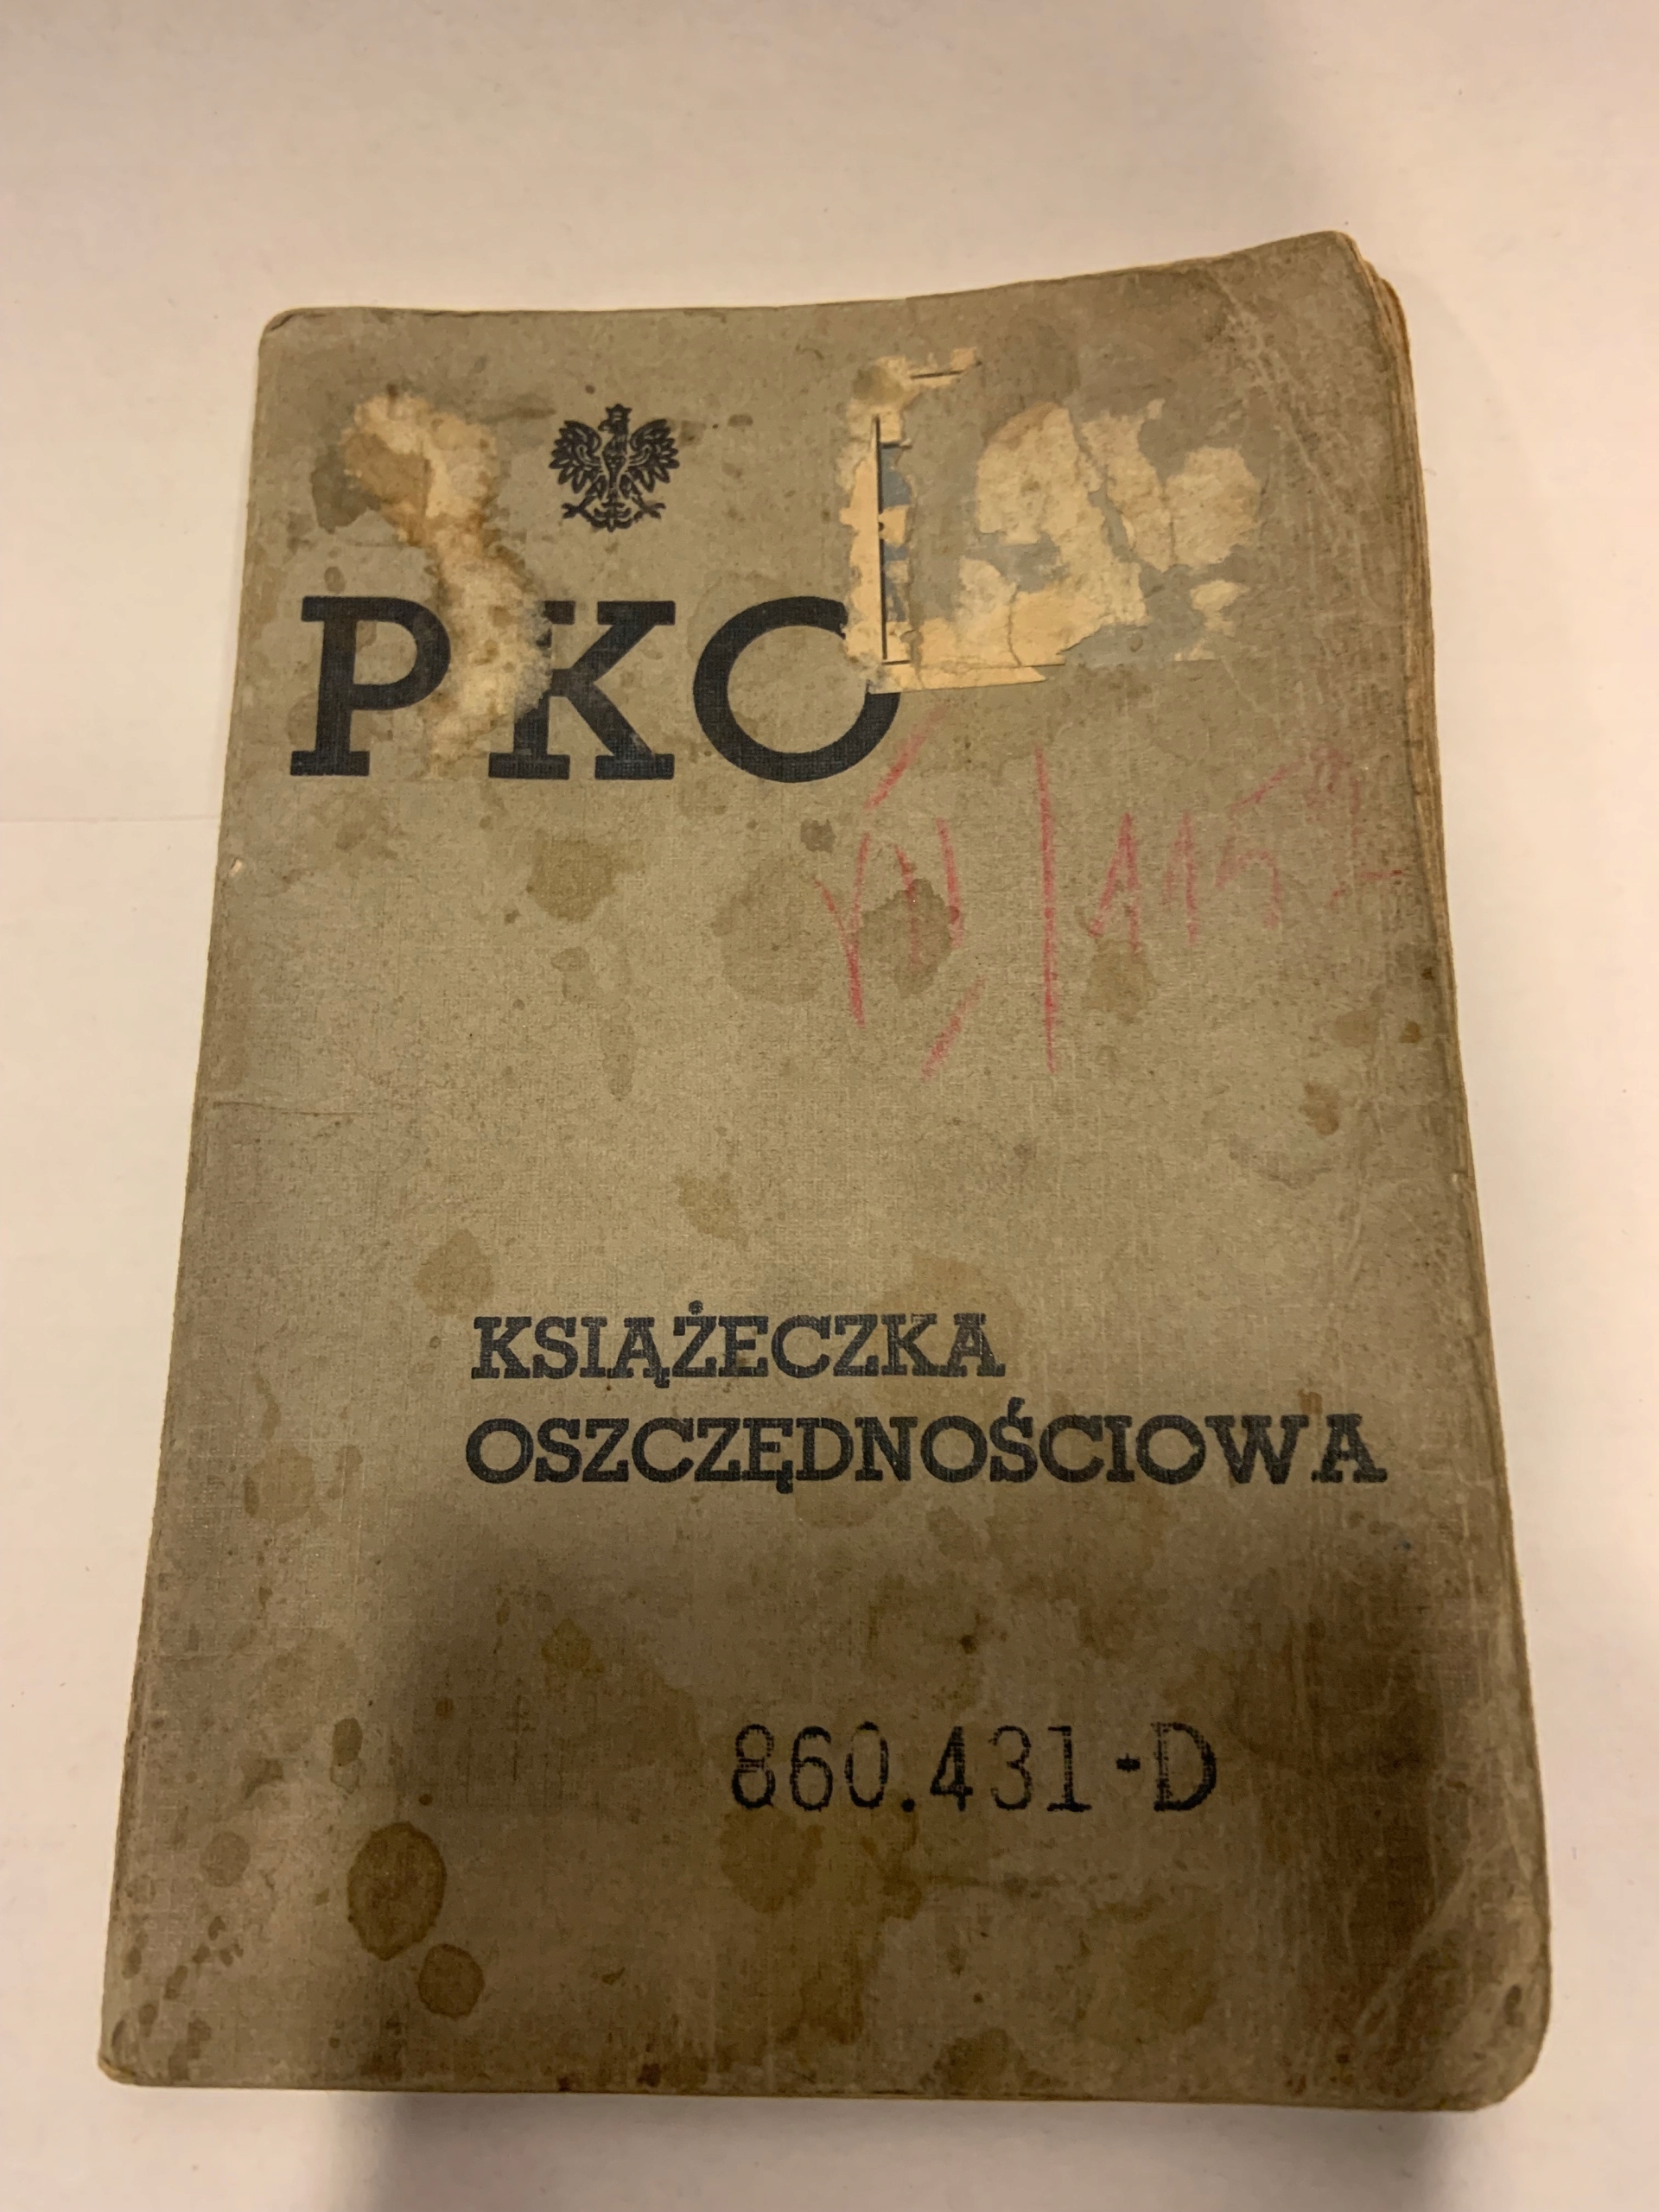 PKO
KSIĄŻECZKA
OSZCZĘDNOŚCIOWA
860.431-D